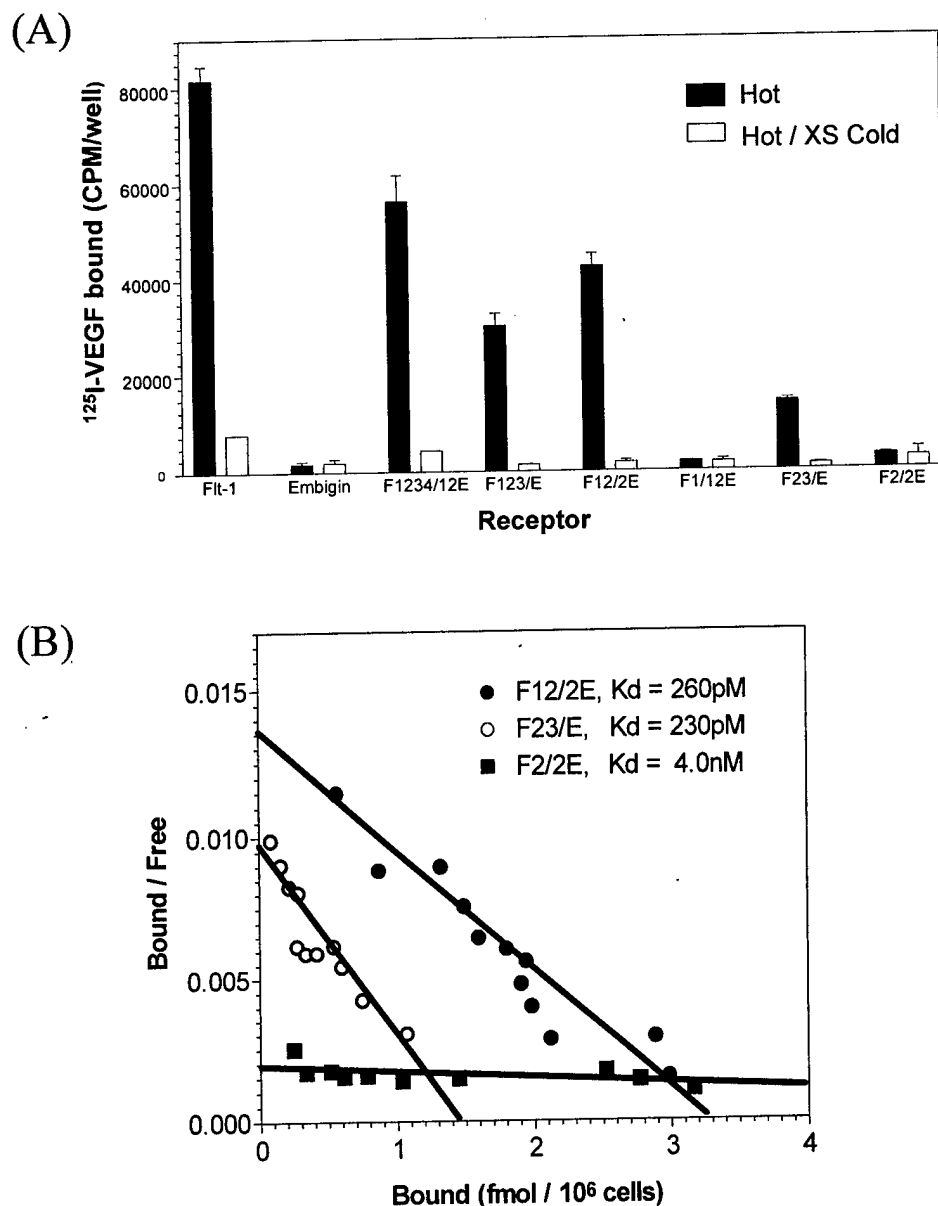 (A)
80000
60000
40000
20000
0
¹²⁵I-VEGF bound (CPM/well)
Hot
Hot / XS Cold
Flt-1 Embigin F1234/12E F123/E F12/2E F1/12E F23/E F2/2E
Receptor
(B)
0.015
0.010
0.005
0.000
Bound / Free
F12/2E, Kd = 260pM
F23/E, Kd = 230pM
F2/2E, Kd = 4.0nM
0 1 2 3 4
Bound (fmol / 10⁶ cells)